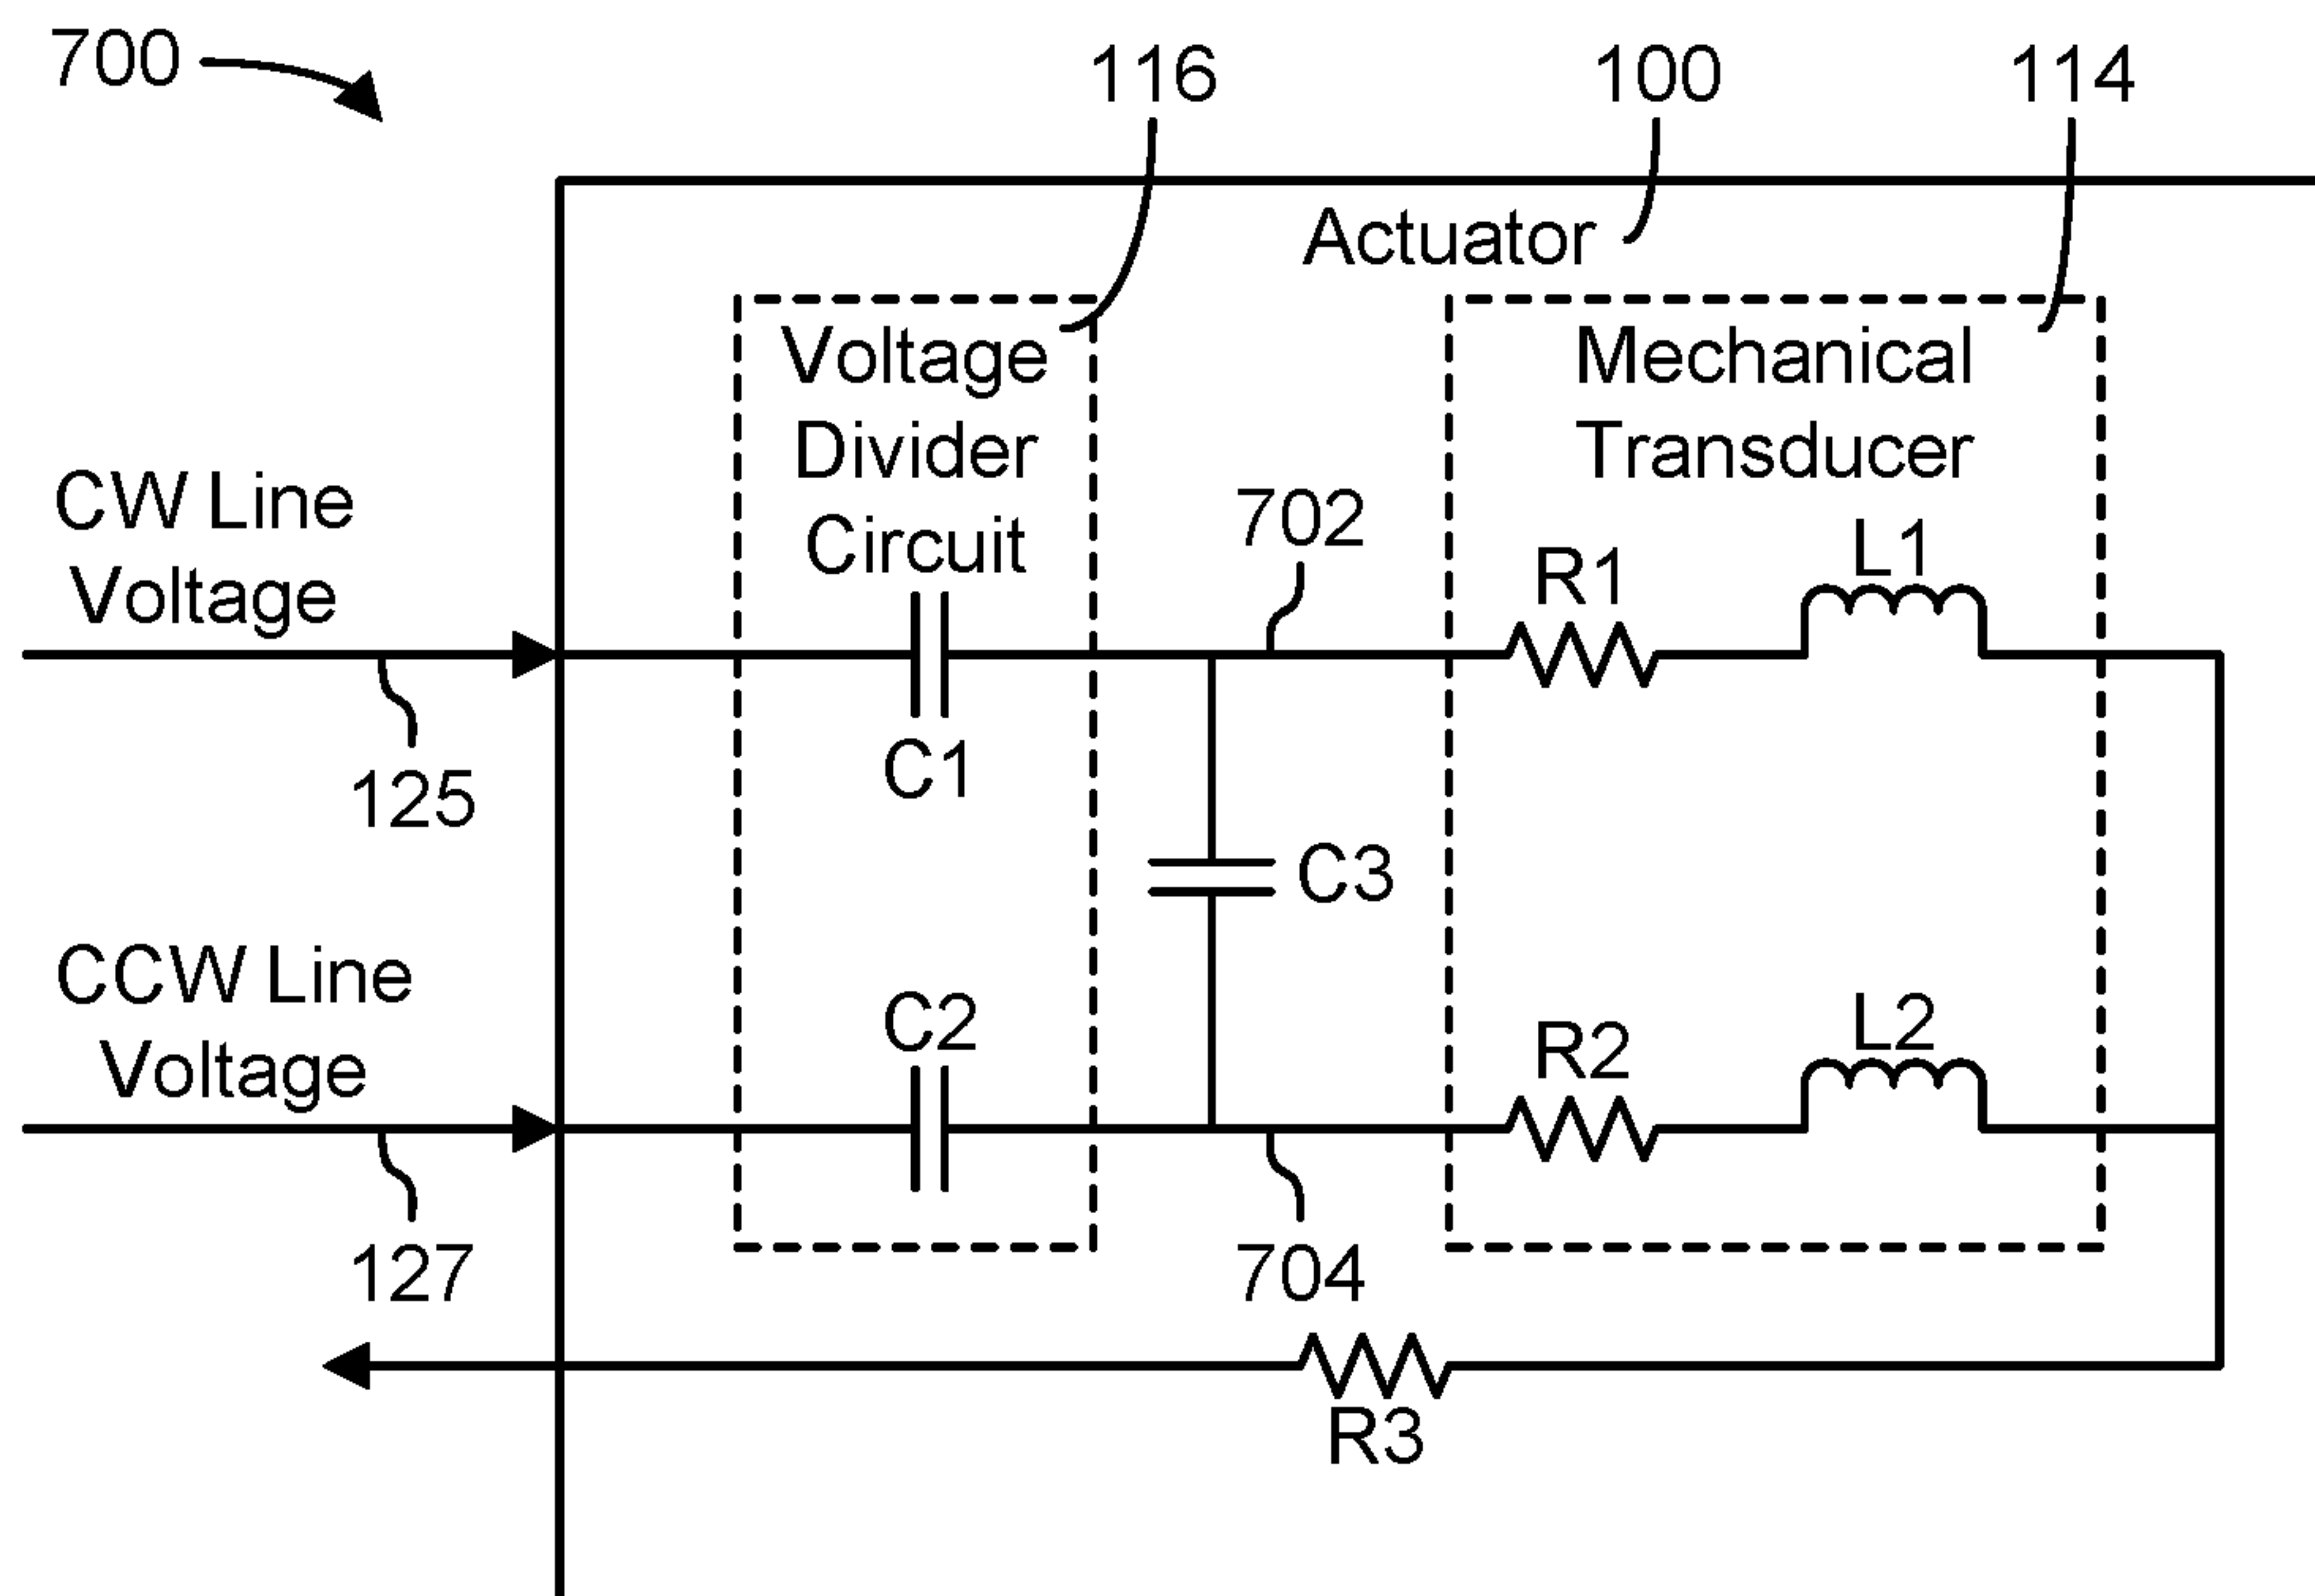 700
116
100
114
Actuator
Voltage
Divider
Circuit
Mechanical
Transducer
CW Line
Voltage
702
R1
L1
125
C1
C3
CCW Line
Voltage
C2
R2
L2
127
704
R3